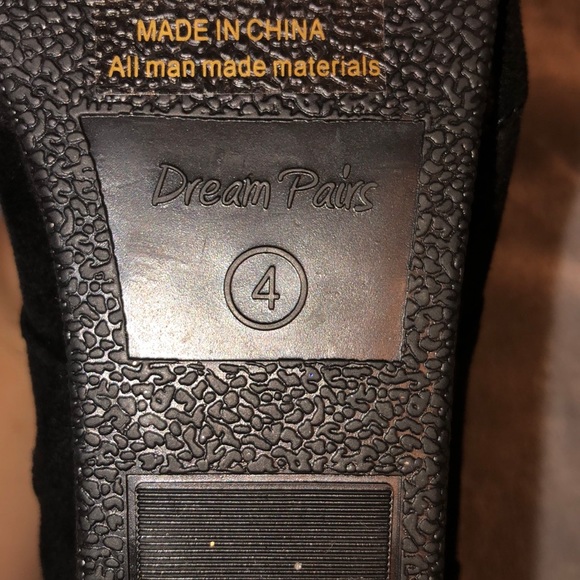 MADE IN CHINA
All man made materials
Dream Pairs
4